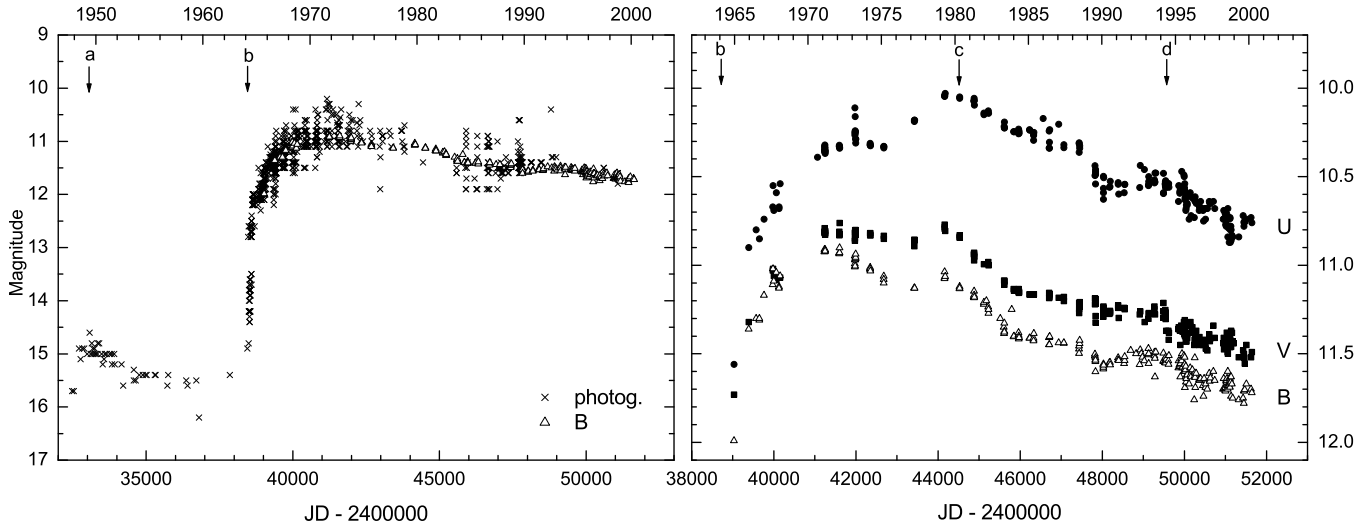 1950 1960 1970 1980 1990 2000
1965 1970 1975 1980 1985 1990 1995 2000
9
10
11
12
13
14
15
16
17
Magnitude
a
b
photog.
B
35000 40000 45000 50000
JD - 2400000
b
c
d
U
V
B
10.0
10.5
11.0
11.5
12.0
38000 40000 42000 44000 46000 48000 50000 52000
JD - 2400000